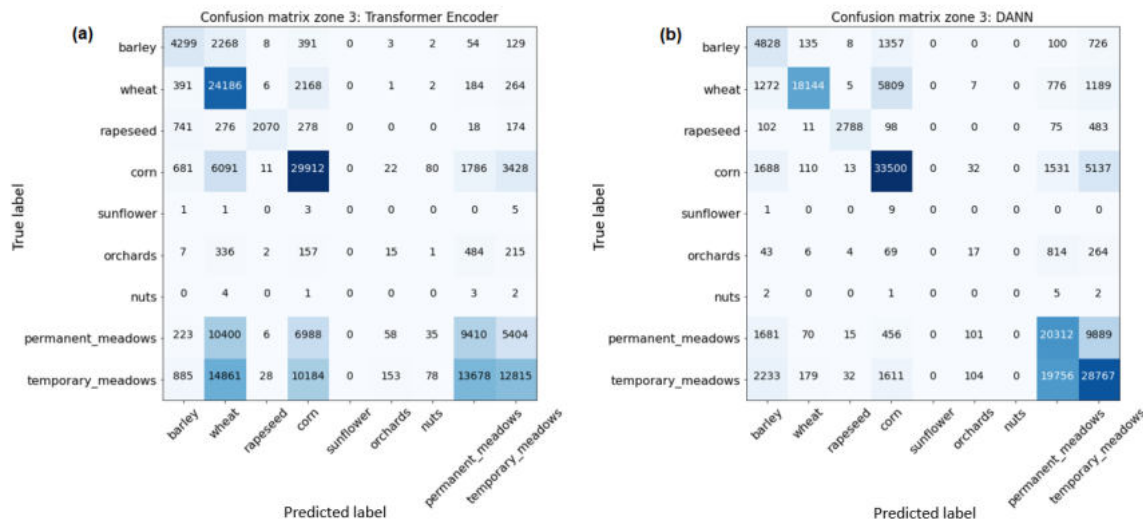 Confusion matrix zone 3: Transformer Encoder
(a)
True label
barley 4299 2268 8 391 0 3 2 54 129
wheat 391 24186 6 2168 0 1 2 184 264
rapeseed 741 276 2070 278 0 0 0 18 174
corn 681 6091 11 29912 0 22 80 1786 3428
sunflower 1 1 0 3 0 0 0 0 5
orchards 7 336 2 157 0 15 1 484 215
nuts 0 4 0 1 0 0 0 3 2
permanent_meadows 223 10400 6 6988 0 58 35 9410 5404
temporary_meadows 885 14861 28 10184 0 153 78 13678 12815
barley wheat rapeseed corn sunflower orchards nuts permanent_meadows temporary_meadows
Predicted label
Confusion matrix zone 3: DANN
(b)
True label
barley 4828 135 8 1357 0 0 0 100 726
wheat 1272 18144 5 5809 0 7 0 776 1189
rapeseed 102 11 2788 98 0 0 0 75 483
corn 1688 110 13 33500 0 32 0 1531 5137
sunflower 1 0 0 9 0 0 0 0 0
orchards 43 6 4 69 0 17 0 814 264
nuts 2 0 0 1 0 0 0 5 2
permanent_meadows 1681 70 15 456 0 101 0 20312 9889
temporary_meadows 2233 179 32 1611 0 104 0 19756 28767
barley wheat rapeseed corn sunflower orchards nuts permanent_meadows temporary_meadows
Predicted label